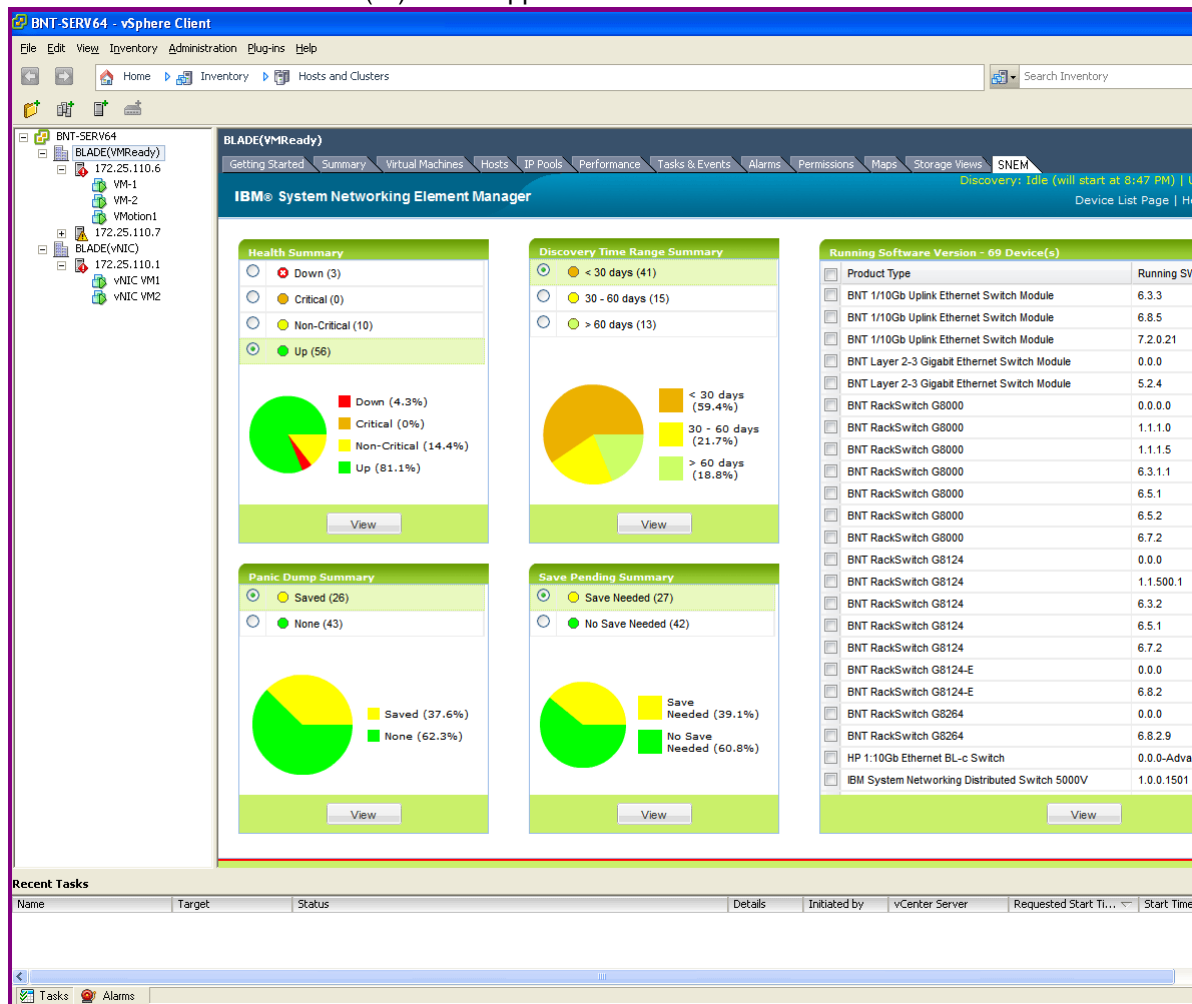 BNT-SERV64 - vSphere Client
File Edit View Inventory Administration Plug-ins Help
Home Inventory Hosts and Clusters Search Inventory
BNT-SERV64
BLADE(VMReady)
172.25.110.6
VM-1
VM-2
VMotion1
172.25.110.7
BLADE(vNIC)
172.25.110.1
vNIC VM1
vNIC VM2
BLADE(VMReady)
Getting Started Summary Virtual Machines Hosts IP Pools Performance Tasks & Events Alarms Permissions Maps Storage Views SNEM
Discovery: Idle (will start at 8:47 PM) | U
IBM® System Networking Element Manager
Device List Page | He
Health Summary
Down (3)
Critical (0)
Non-Critical (10)
Up (56)
Down (4.3%)
Critical (0%)
Non-Critical (14.4%)
Up (81.1%)
View
Discovery Time Range Summary
< 30 days (41)
30 - 60 days (15)
> 60 days (13)
< 30 days
(59.4%)
30 - 60 days
(21.7%)
> 60 days
(18.8%)
View
Panic Dump Summary
Saved (26)
None (43)
Saved (37.6%)
None (62.3%)
View
Save Pending Summary
Save Needed (27)
No Save Needed (42)
Save
Needed (39.1%)
No Save
Needed (60.8%)
View
Running Software Version - 69 Device(s)
Product Type Running SW
BNT 1/10Gb Uplink Ethernet Switch Module 6.3.3
BNT 1/10Gb Uplink Ethernet Switch Module 6.8.5
BNT 1/10Gb Uplink Ethernet Switch Module 7.2.0.21
BNT Layer 2-3 Gigabit Ethernet Switch Module 0.0.0
BNT Layer 2-3 Gigabit Ethernet Switch Module 5.2.4
BNT RackSwitch G8000 0.0.0.0
BNT RackSwitch G8000 1.1.1.0
BNT RackSwitch G8000 1.1.1.5
BNT RackSwitch G8000 6.3.1.1
BNT RackSwitch G8000 6.5.1
BNT RackSwitch G8000 6.5.2
BNT RackSwitch G8000 6.7.2
BNT RackSwitch G8124 0.0.0
BNT RackSwitch G8124 1.1.500.1
BNT RackSwitch G8124 6.3.2
BNT RackSwitch G8124 6.5.1
BNT RackSwitch G8124 6.7.2
BNT RackSwitch G8124-E 0.0.0
BNT RackSwitch G8124-E 6.8.2
BNT RackSwitch G8264 0.0.0
BNT RackSwitch G8264 6.8.2.9
HP 1:10Gb Ethernet BL-c Switch 0.0.0-Adva
IBM System Networking Distributed Switch 5000V 1.0.0.1501
View
Recent Tasks
Name Target Status Details Initiated by vCenter Server Requested Start Ti... Start Time
Tasks Alarms